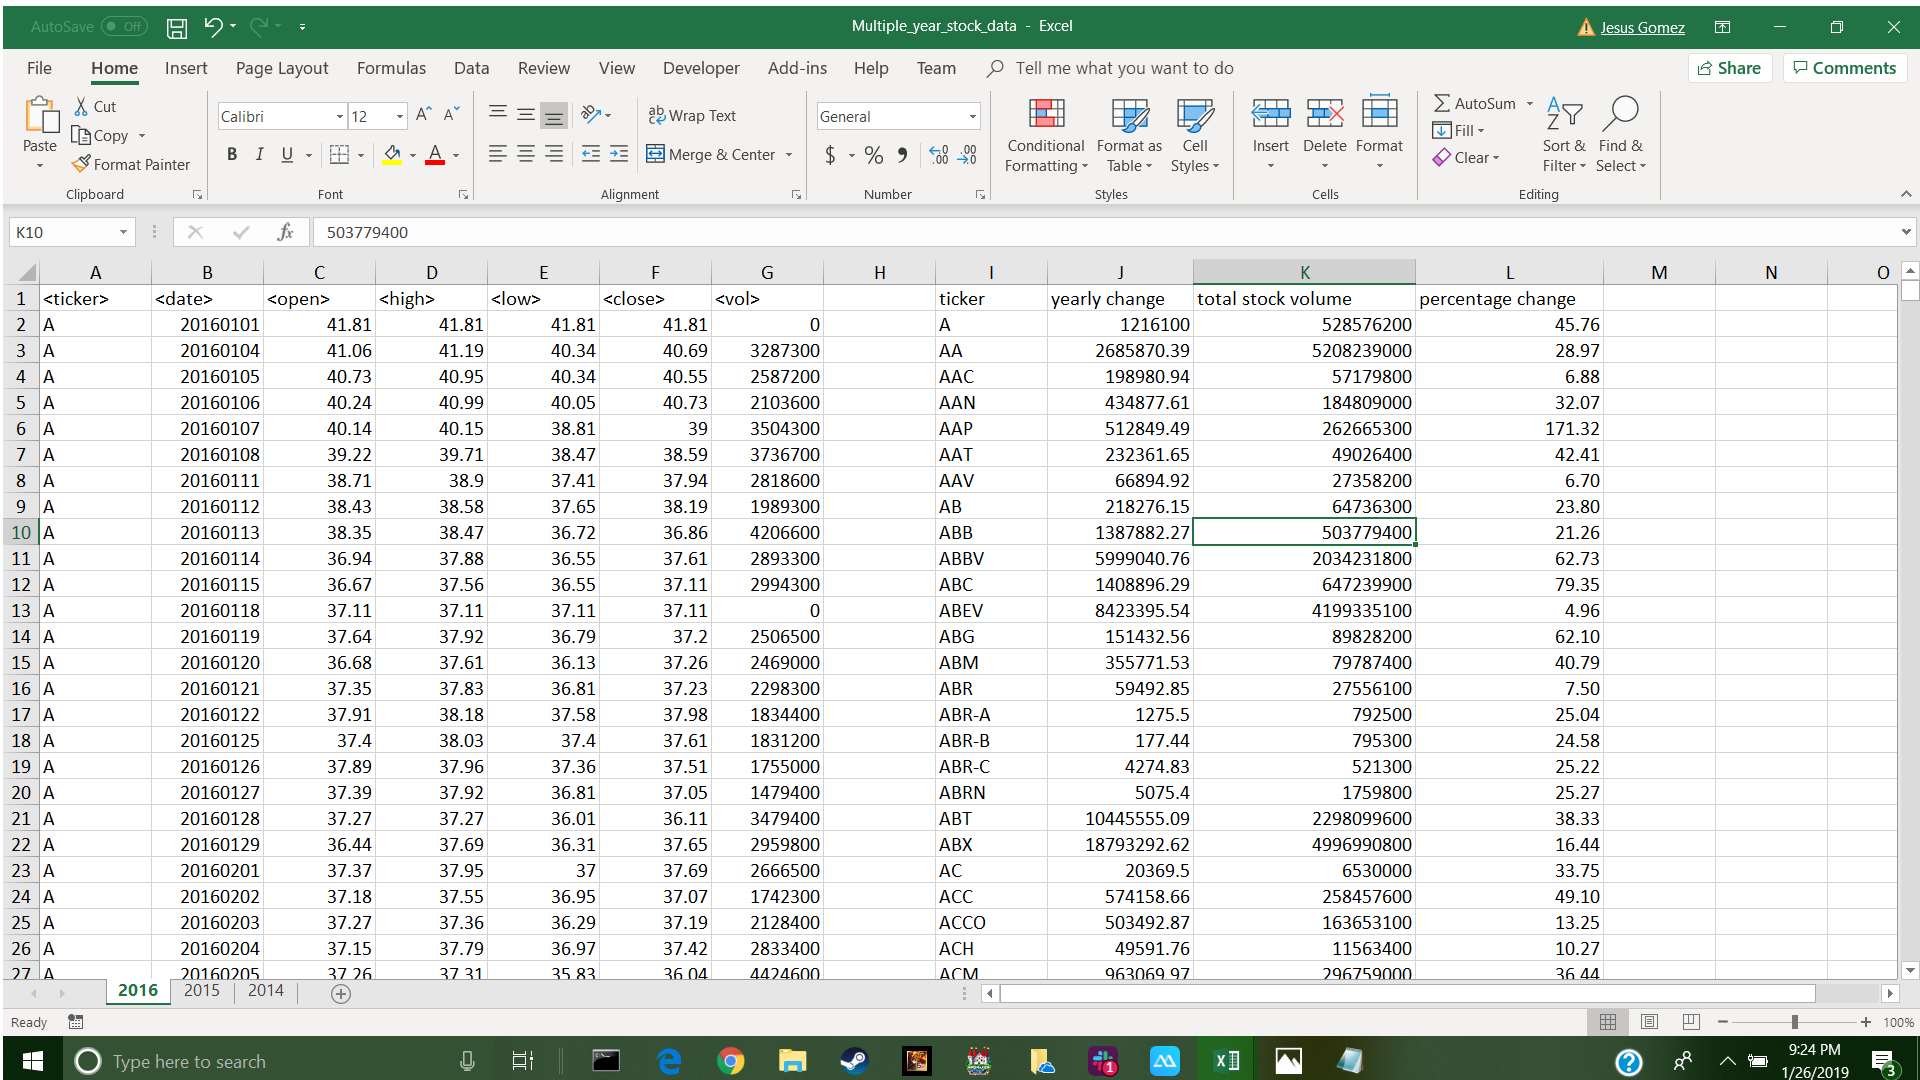 AutoSave Off Multiple_year_stock_data - Excel Jesus Gomez
File Home Insert Page Layout Formulas Data Review View Developer Add-ins Help Team Tell me what you want to do Share Comments
Paste Cut Copy Format Painter Clipboard
Calibri 12 A A B I U A Font
ab Wrap Text Merge & Center Alignment
General $ % , .00 .00 Number
Conditional Formatting Format as Table Cell Styles Styles
Insert Delete Format Cells
AutoSum Fill Clear Sort & Filter Find & Select Editing
K10 fx 503779400
A B C D E F G H I J K L M N O
1 <ticker> <date> <open> <high> <low> <close> <vol> ticker yearly change total stock volume percentage change
2 A 20160101 41.81 41.81 41.81 41.81 0 A 1216100 528576200 45.76
3 A 20160104 41.06 41.19 40.34 40.69 3287300 AA 2685870.39 5208239000 28.97
4 A 20160105 40.73 40.95 40.34 40.55 2587200 AAC 198980.94 57179800 6.88
5 A 20160106 40.24 40.99 40.05 40.73 2103600 AAN 434877.61 184809000 32.07
6 A 20160107 40.14 40.15 38.81 39 3504300 AAP 512849.49 262665300 171.32
7 A 20160108 39.22 39.71 38.47 38.59 3736700 AAT 232361.65 49026400 42.41
8 A 20160111 38.71 38.9 37.41 37.94 2818600 AAV 66894.92 27358200 6.70
9 A 20160112 38.43 38.58 37.65 38.19 1989300 AB 218276.15 64736300 23.80
10 A 20160113 38.35 38.47 36.72 36.86 4206600 ABB 1387882.27 503779400 21.26
11 A 20160114 36.94 37.88 36.55 37.61 2893300 ABBV 5999040.76 2034231800 62.73
12 A 20160115 36.67 37.56 36.55 37.11 2994300 ABC 1408896.29 647239900 79.35
13 A 20160118 37.11 37.11 37.11 37.11 0 ABEV 8423395.54 4199335100 4.96
14 A 20160119 37.64 37.92 36.79 37.2 2506500 ABG 151432.56 89828200 62.10
15 A 20160120 36.68 37.61 36.13 37.26 2469000 ABM 355771.53 79787400 40.79
16 A 20160121 37.35 37.83 36.81 37.23 2298300 ABR 59492.85 27556100 7.50
17 A 20160122 37.91 38.18 37.58 37.98 1834400 ABR-A 1275.5 792500 25.04
18 A 20160125 37.4 38.03 37.4 37.61 1831200 ABR-B 177.44 795300 24.58
19 A 20160126 37.89 37.96 37.36 37.51 1755000 ABR-C 4274.83 521300 25.22
20 A 20160127 37.39 37.92 36.81 37.05 1479400 ABRN 5075.4 1759800 25.27
21 A 20160128 37.27 37.27 36.01 36.11 3479400 ABT 10445555.09 2298099600 38.33
22 A 20160129 36.44 37.69 36.31 37.65 2959800 ABX 18793292.62 4996990800 16.44
23 A 20160201 37.37 37.95 37 37.69 2666500 AC 20369.5 6530000 33.75
24 A 20160202 37.18 37.55 36.95 37.07 1742300 ACC 574158.66 258457600 49.10
25 A 20160203 37.27 37.36 36.29 37.19 2128400 ACCO 503492.87 163653100 13.25
26 A 20160204 37.15 37.79 36.97 37.42 2833400 ACH 49591.76 11563400 10.27
27 A 20160205 37.26 37.31 35.83 36.04 4424600 ACM 963069.97 296759000 36.44
2016 2015 2014
Ready 100%
Type here to search 1 9:24 PM
1/26/2019 3